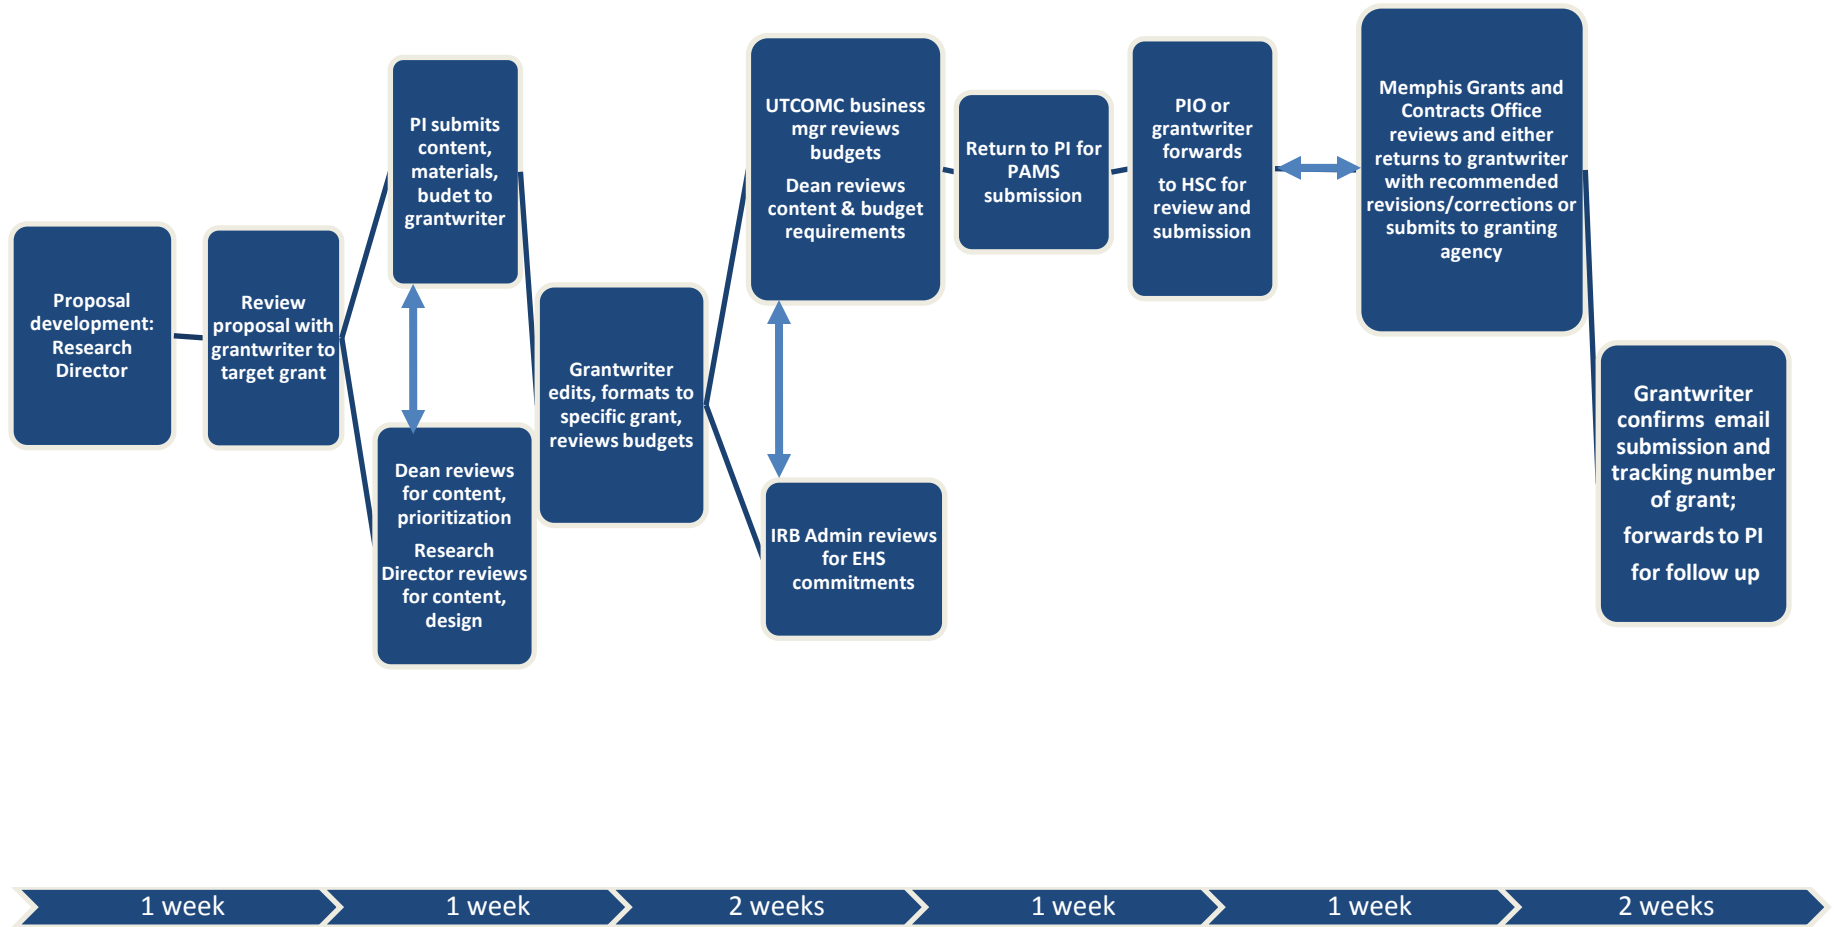 Proposal
development:
Research
Director
Review
proposal with
grantwriter to
target grant
PI submits
content,
materials,
budet to
grantwriter
Dean reviews
for content,
prioritization
Research
Director reviews
for content,
design
Grantwriter
edits, formats to
specific grant,
reviews budgets
UTCOMC business
mgr reviews
budgets
Dean reviews
content & budget
requirements
IRB Admin reviews
for EHS
commitments
Return to PI for
PAMS
submission
PIO or
grantwriter
forwards
to HSC for
review and
submission
Memphis Grants and
Contracts Office
reviews and either
returns to grantwriter
with recommended
revisions/corrections or
submits to granting
agency
Grantwriter
confirms email
submission and
tracking number
of grant;
forwards to PI
for follow up
1 week
1 week
2 weeks
1 week
1 week
2 weeks